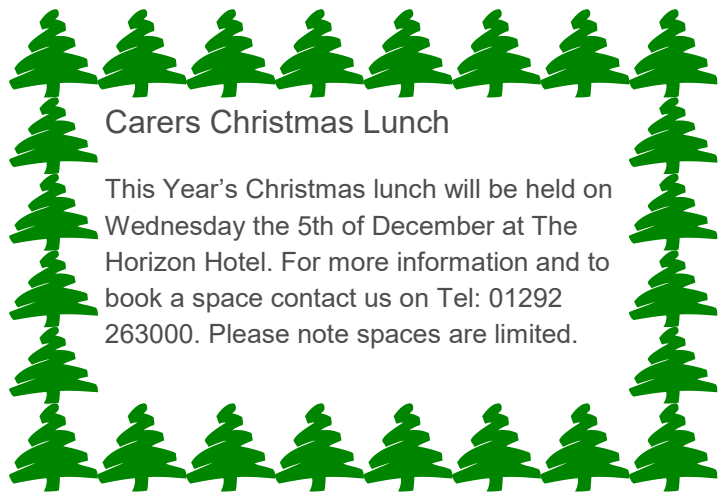 Carers Christmas Lunch
This Year’s Christmas lunch will be held on
Wednesday the 5th of December at The
Horizon Hotel. For more information and to
book a space contact us on Tel: 01292
263000. Please note spaces are limited.